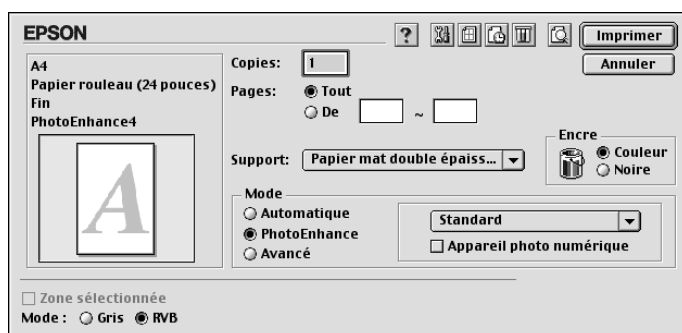 EPSON
?
Imprimer
A4
Papier rouleau (24 pouces)
Fin
PhotoEnhance4
A
Copies: 1
Annuler
Pages: Tout
De ~
Support: Papier mat double épaiss...
Encre
Couleur
Noire
Mode
Automatique
PhotoEnhance
Avancé
Standard
Appareil photo numérique
Zone sélectionnée
Mode : Gris RVB